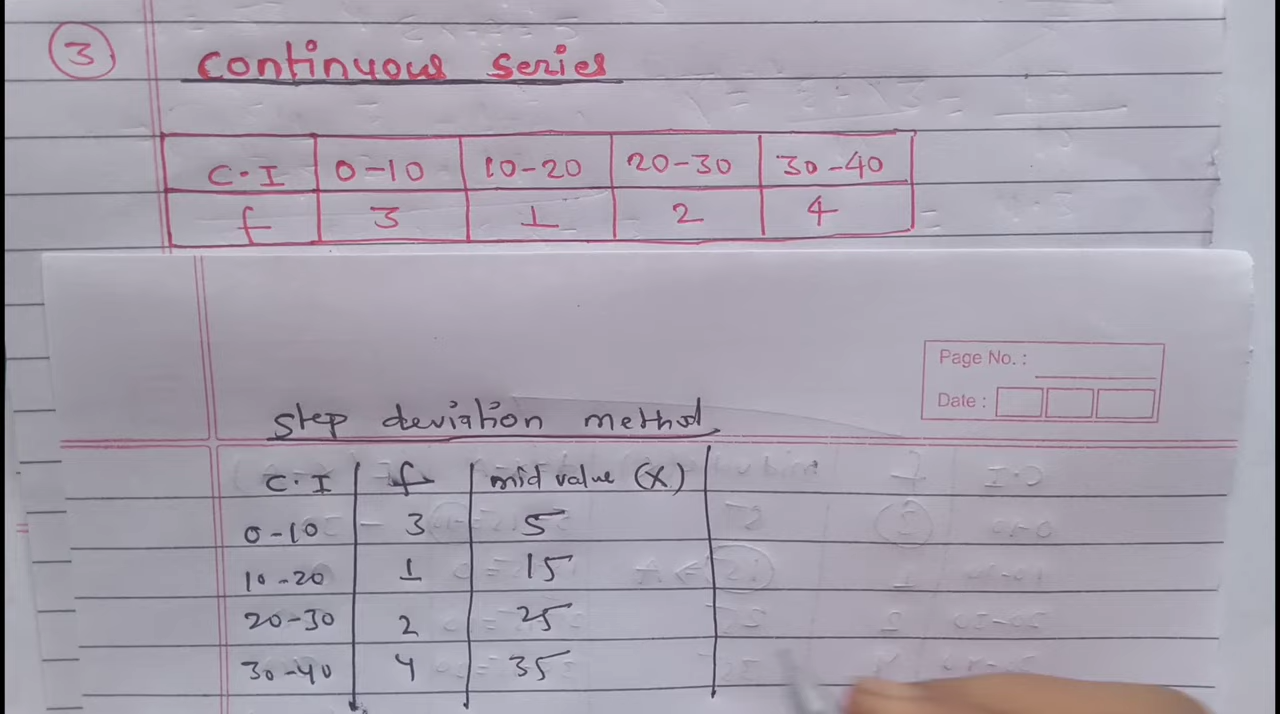 3 Continuous series
C.I 0-10 10-20 20-30 30-40
f 3 1 2 4
Page No. :
Date :
step deviation method
C.I f mid value (x)
0-10 3 5
10-20 1 15
20-30 2 25
30-40 4 35